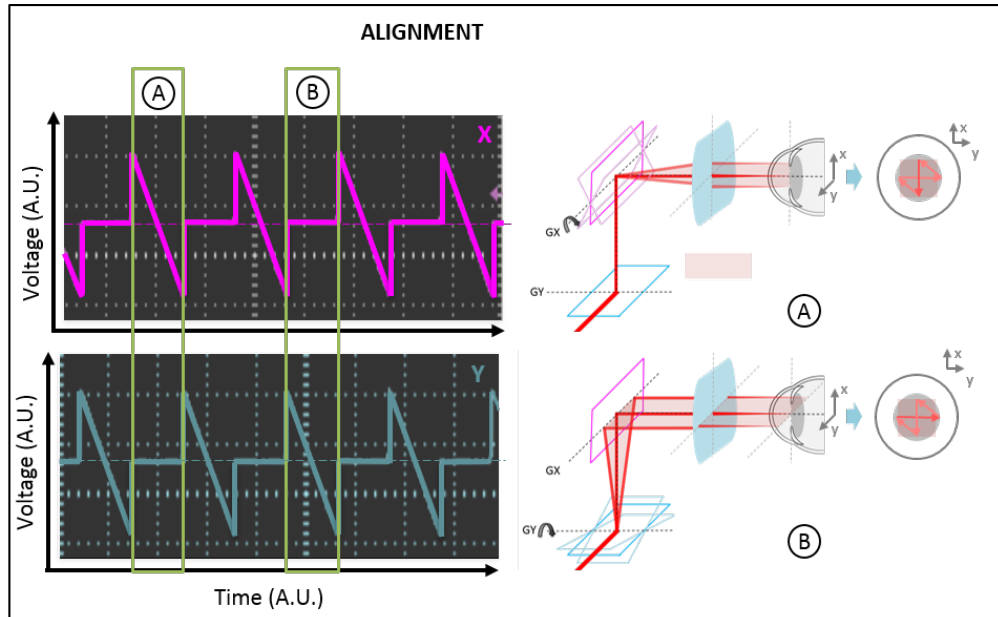 ALIGNMENT
A
B
X
Voltage (A.U.)
GX
GY
x
y
x
y
A
Y
Voltage (A.U.)
GX
GY
x
y
x
y
B
Time (A.U.)